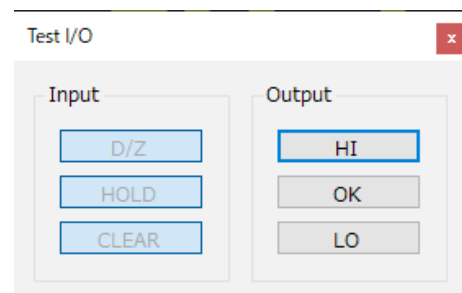 Test I/O
x
Input
Output
D/Z
HI
HOLD
OK
CLEAR
LO